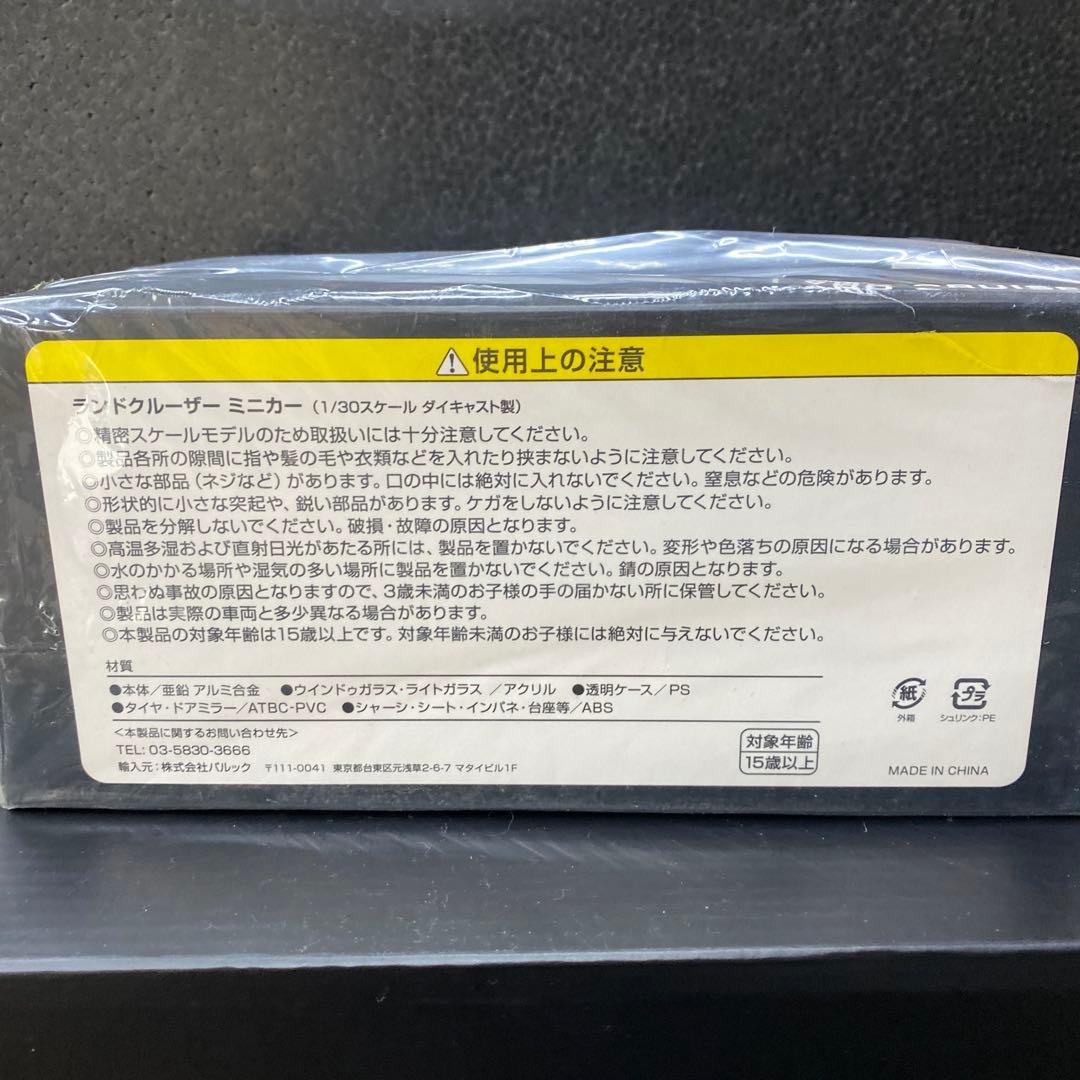 ⚠使用上の注意
ランドクルーザー ミニカー (1/30スケール ダイキャスト製)
◎精密スケールモデルのため取扱いには十分注意してください。
◎製品各所の隙間に指や髪の毛や衣類などを入れたり挟まないように注意してください。
◎小さな部品(ネジなど)があります。口の中には絶対に入れないでください。窒息などの危険があります。
◎形状的に小さな突起や、鋭い部品があります。ケガをしないように注意してください。
◎製品を分解しないでください。破損・故障の原因となります。
◎高温多湿および直射日光があたる所には、製品を置かないでください。変形や色落ちの原因になる場合があります。
◎水のかかる場所や湿気の多い場所に製品を置かないでください。錆の原因となります。
◎思わぬ事故の原因となりますので、3歳未満のお子様の手の届かない所に保管してください。
◎製品は実際の車両と多少異なる場合があります。
◎本製品の対象年齢は15歳以上です。対象年齢未満のお子様には絶対に与えないでください。
材質
●本体/亜鉛 アルミ合金 ●ウインドゥガラス・ライトガラス /アクリル ●透明ケース/PS
●タイヤ・ドアミラー/ATBC-PVC ●シャーシ・シート・インパネ・台座等/ABS
<本製品に関するお問い合わせ先>
TEL: 03-5830-3666
輸入元:株式会社バルック 〒111-0041 東京都台東区元浅草2-6-7 マタイビル1F
対象年齢
15歳以上
紙
外箱
プラ
シュリンク:PE
MADE IN CHINA